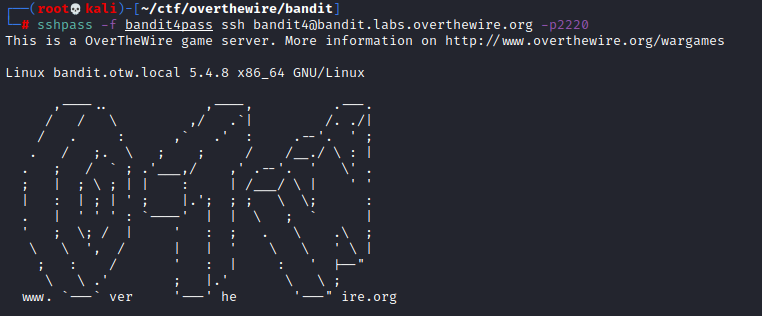 ┌──(root💀kali)-[~/ctf/overthewire/bandit]
└─# sshpass -f bandit4pass ssh bandit4@bandit.labs.overthewire.org -p2220
This is a OverTheWire game server. More information on http://www.overthewire.org/wargames
Linux bandit.otw.local 5.4.8 x86_64 GNU/Linux
www. ver he ire.org